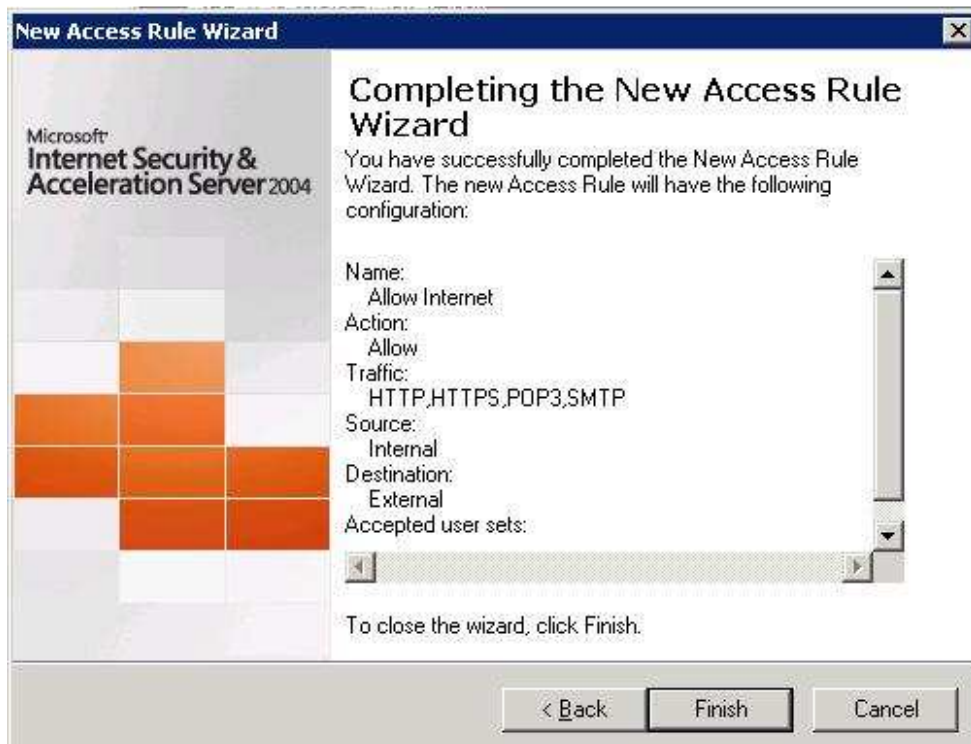 New Access Rule Wizard
Microsoft
Internet Security &
Acceleration Server 2004
Completing the New Access Rule
Wizard
You have successfully completed the New Access Rule
Wizard. The new Access Rule will have the following
configuration:
Name:
Allow Internet
Action:
Allow
Traffic:
HTTP,HTTPS,POP3,SMTP
Source:
Internal
Destination:
External
Accepted user sets:
To close the wizard, click Finish.
< Back
Finish
Cancel